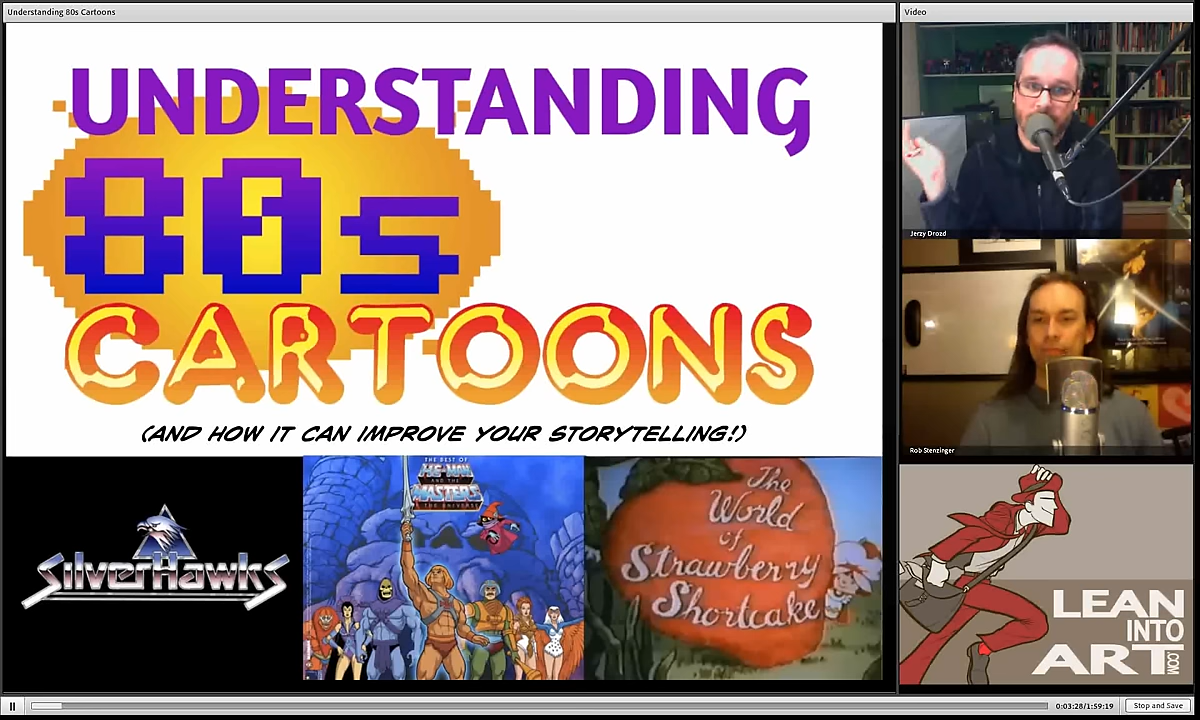 Understanding 80s Cartoons
Video
UNDERSTANDING
80s
CARTOONS
(AND HOW IT CAN IMPROVE YOUR STORYTELLING!)
SilverHawks
THE BEST OF
HE-MAN
AND THE
MASTERS
OF THE UNIVERSE
The
World
of
Strawberry
Shortcake
Jerzy Drozd
Rob Stenzinger
LEAN
INTO
ART
.COM
0:03:28/1:59:19
Stop and Save